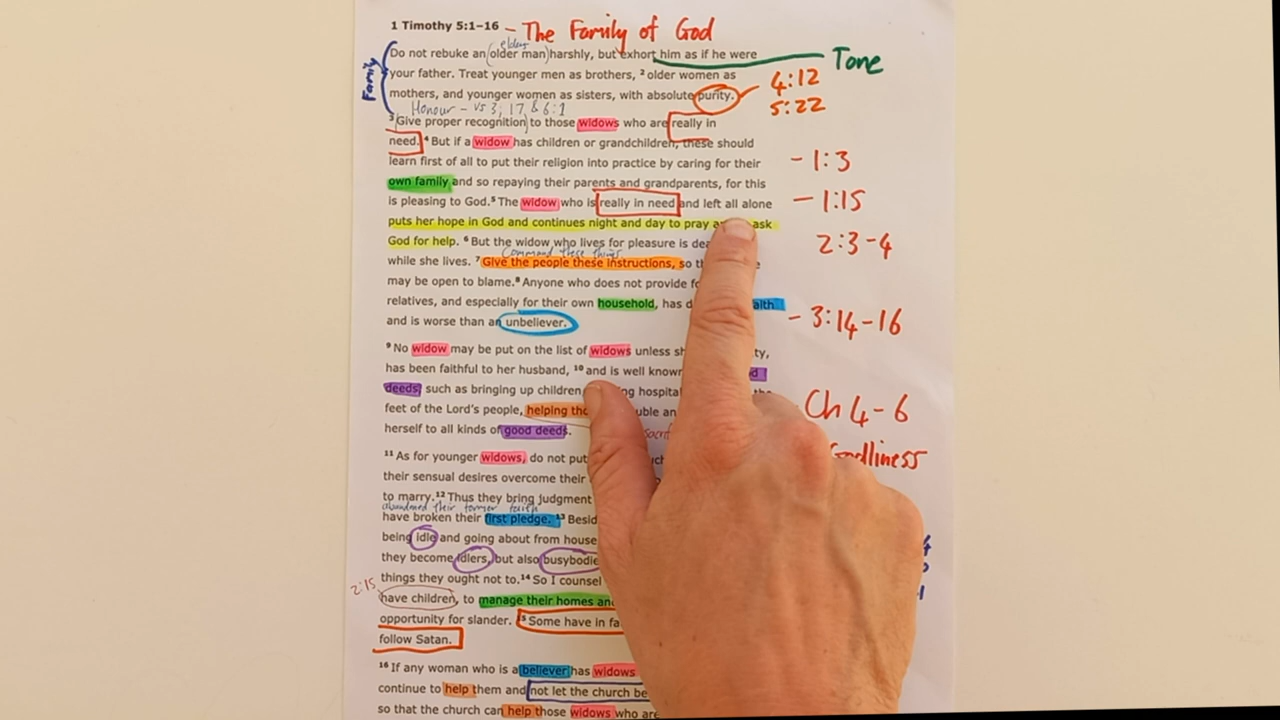 1 Timothy 5:1-16 - The Family of God
elders
Do not rebuke an (older man) harshly, but exhort him as if he were
Tone
Family
your father. Treat younger men as brothers, 2 older women as
4:12
mothers, and younger women as sisters, with absolute purity.
5:22
Honour - vs 3, 17, & 6:1
3 Give proper recognition to those widows who are really in
need. 4 But if a widow has children or grandchildren, these should
learn first of all to put their religion into practice by caring for their
- 1:3
own family and so repaying their parents and grandparents, for this
is pleasing to God. 5 The widow who is really in need and left all alone
- 1:15
puts her hope in God and continues night and day to pray ask
God for help. 6 But the widow who lives for pleasure is
2:3-4
Command these things
while she lives. 7 Give the people these instructions, so
may be open to blame. 8 Anyone who does not provide
relatives, and especially for their own household, has
- 3:14-16
and is worse than an unbeliever.
9 No widow may be put on the list of widows unless
has been faithful to her husband, 10 and is well known
deeds, such as bringing up children
Ch 4-6
feet of the Lord's people, helping
herself to all kinds of good deeds.
Godliness
11 As for younger widows, do not put
their sensual desires overcome their
to marry. 12 Thus they bring judgment
abandoned their former faith
have broken their first pledge. 13
being idle and going about from house
they become idlers, but also
things they ought not to. 14 So I counsel
2:15
have children, to manage their homes
opportunity for slander. 15 Some have in
follow Satan.
16 If any woman who is a believer has widows
continue to help them and not let the church be
so that the church can help those widows who are